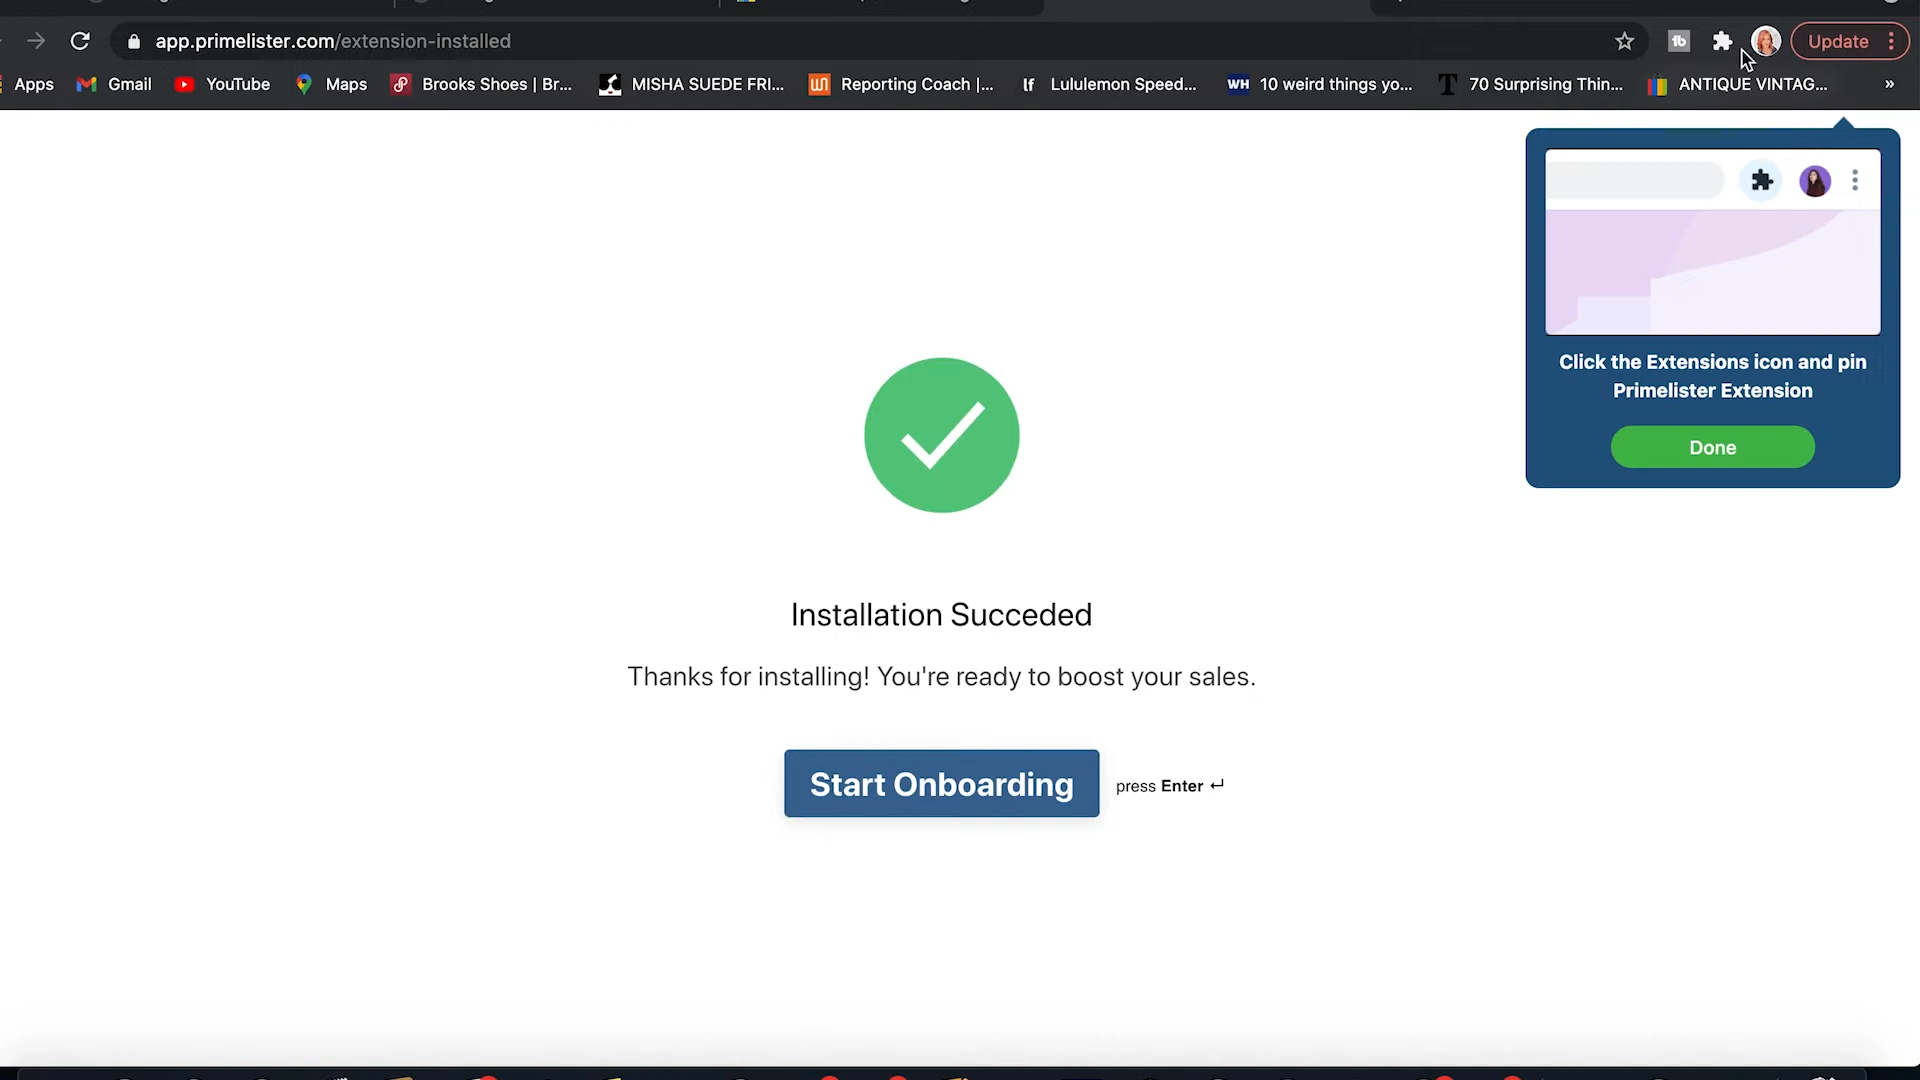 app.primelister.com/extension-installed
Update
Apps
Gmail
YouTube
Maps
Brooks Shoes | Br...
MISHA SUEDE FRI...
Reporting Coach |...
lf Lululemon Speed...
WH 10 weird things yo...
T 70 Surprising Thin...
ANTIQUE VINTAG...
»
Click the Extensions icon and pin
Primelister Extension
Done
Installation Succeded
Thanks for installing! You're ready to boost your sales.
Start Onboarding
press Enter ↵